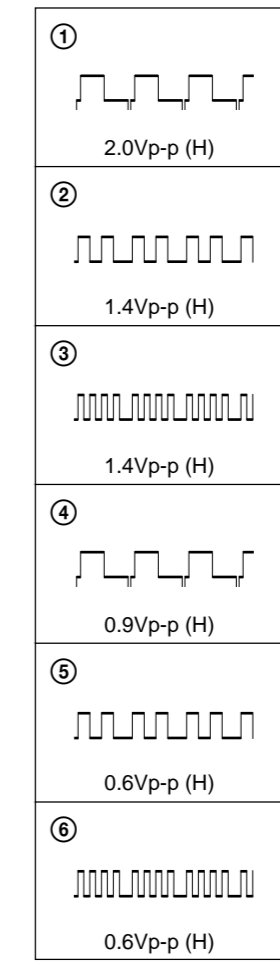 ①
2.0Vp-p (H)
②
1.4Vp-p (H)
③
1.4Vp-p (H)
④
0.9Vp-p (H)
⑤
0.6Vp-p (H)
⑥
0.6Vp-p (H)